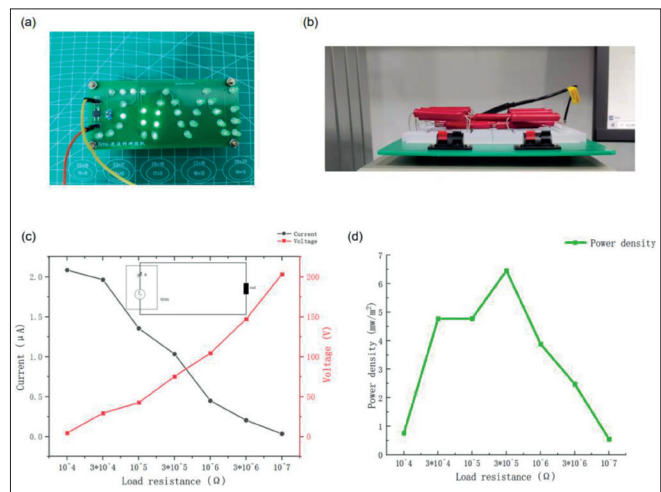 (a)
(b)
(c)
Current
Voltage
2.0
1.5
1.0
0.5
0.0
Current (μA)
200
150
100
50
0
Voltage (V)
10^4
3*10^4
10^5
3*10^5
10^6
3*10^6
10^7
Load resistance (Ω)
(d)
Power density
7
6
5
4
3
2
1
0
Power density (mw/m²)
10^4
3*10^4
10^5
3*10^5
10^6
3*10^6
10^7
Load resistance (Ω)